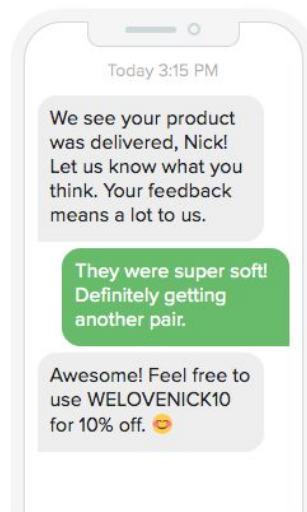 Today 3:15 PM
We see your product
was delivered, Nick!
Let us know what you
think. Your feedback
means a lot to us.
They were super soft!
Definitely getting
another pair.
Awesome! Feel free to
use WELOVENICK10
for 10% off. 😊